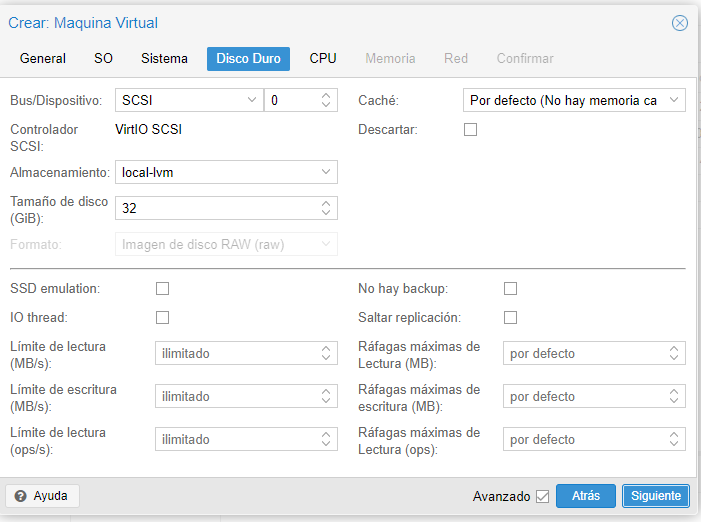 Crear: Maquina Virtual
General SO Sistema Disco Duro CPU Memoria Red Confirmar
Bus/Dispositivo: SCSI 0 Caché: Por defecto (No hay memoria ca
Controlador SCSI: VirtIO SCSI Descartar:
Almacenamiento: local-lvm
Tamaño de disco (GiB): 32
Formato: Imagen de disco RAW (raw)
SSD emulation: No hay backup:
IO thread: Saltar replicación:
Límite de lectura (MB/s): ilimitado Ráfagas máximas de Lectura (MB): por defecto
Límite de escritura (MB/s): ilimitado Ráfagas máximas de escritura (MB): por defecto
Límite de lectura (ops/s): ilimitado Ráfagas máximas de Lectura (ops): por defecto
Ayuda Avanzado Atrás Siguiente